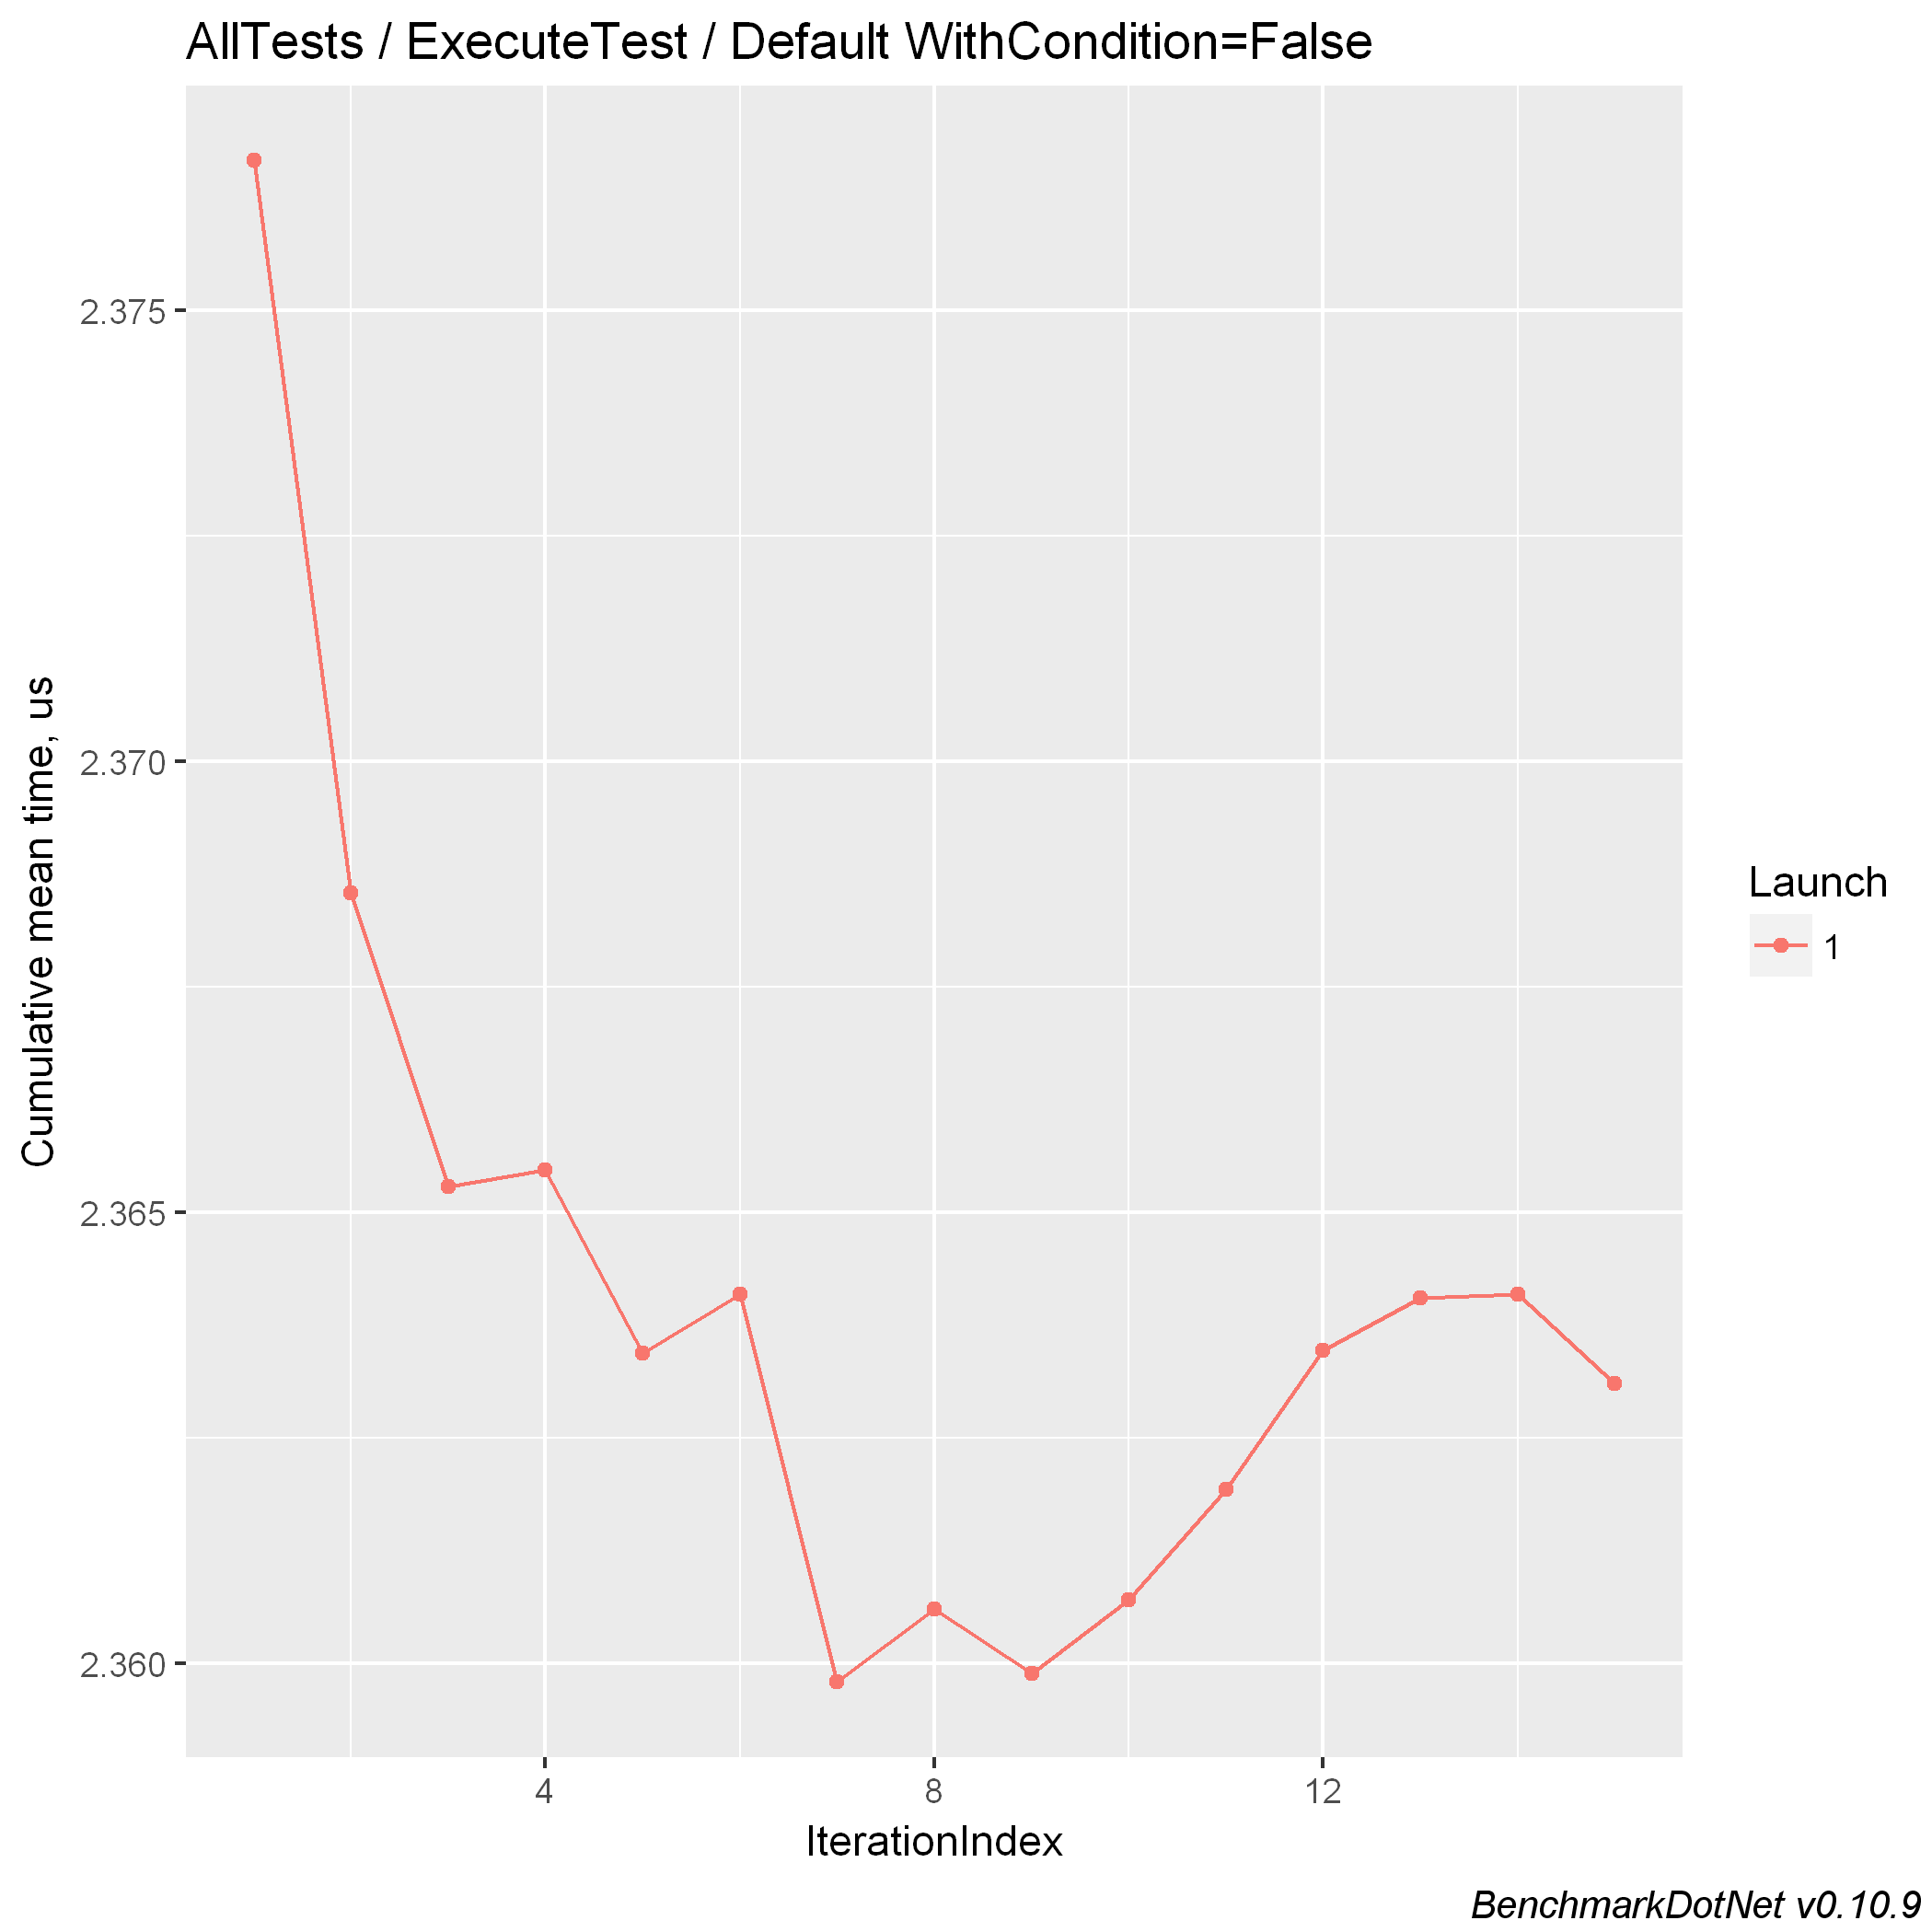 AllTests / ExecuteTest / Default WithCondition=False
Cumulative mean time, us
2.375
2.370
2.365
2.360
4
8
12
IterationIndex
Launch
1
BenchmarkDotNet v0.10.9